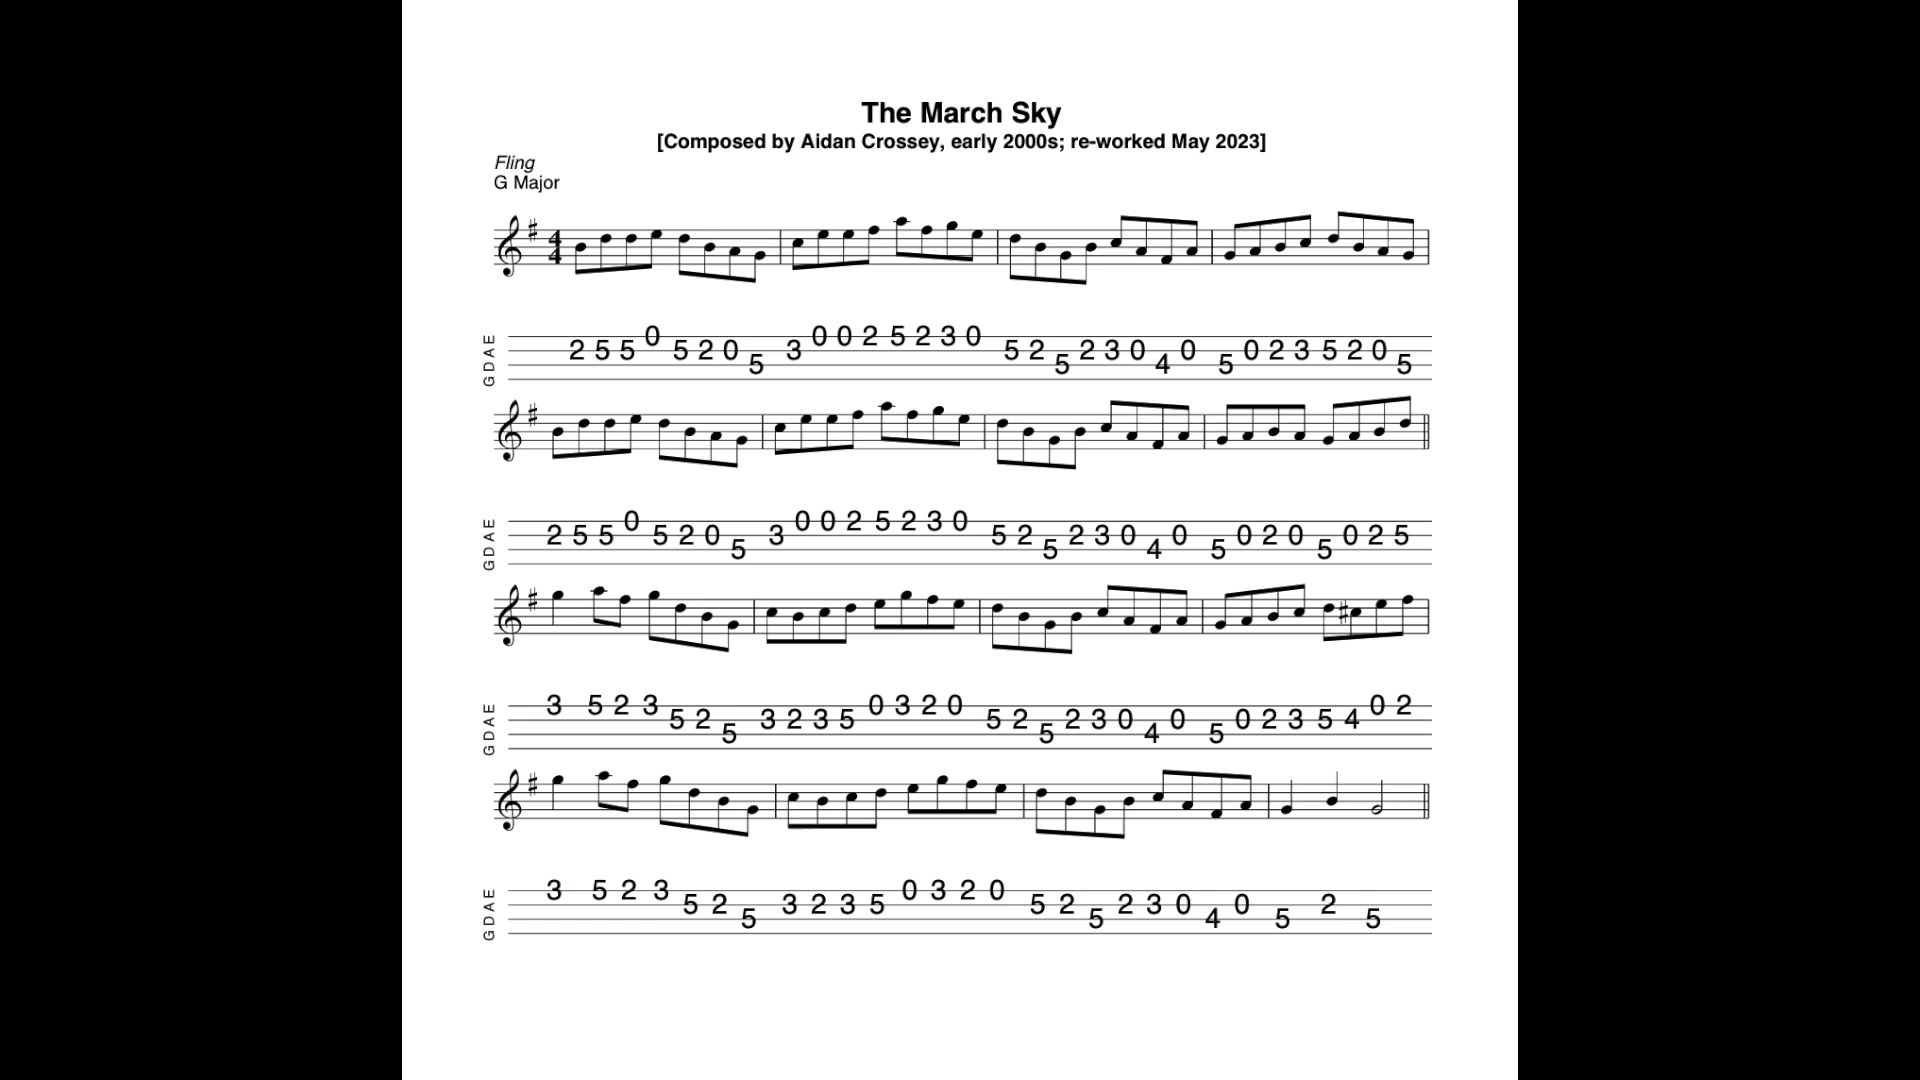 The March Sky
[Composed by Aidan Crossey, early 2000s; re-worked May 2023]
Fling
G Major
4
4
G D A E
2 5 5 0 5 2 0 5 3 0 0 2 5 2 3 0 5 2 5 2 3 0 4 0 5 0 2 3 5 2 0 5
G D A E
2 5 5 0 5 2 0 5 3 0 0 2 5 2 3 0 5 2 5 2 3 0 4 0 5 0 2 0 5 0 2 5
G D A E
3 5 2 3 5 2 5 3 2 3 5 0 3 2 0 5 2 5 2 3 0 4 0 5 0 2 3 5 4 0 2
G D A E
3 5 2 3 5 2 5 3 2 3 5 0 3 2 0 5 2 5 2 3 0 4 0 5 2 5